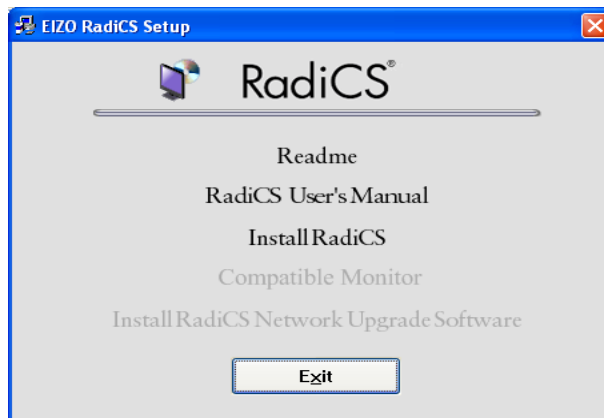 EIZO RadiCS Setup
RadiCS®
Readme
RadiCS User's Manual
Install RadiCS
Compatible Monitor
Install RadiCS Network Upgrade Software
Exit